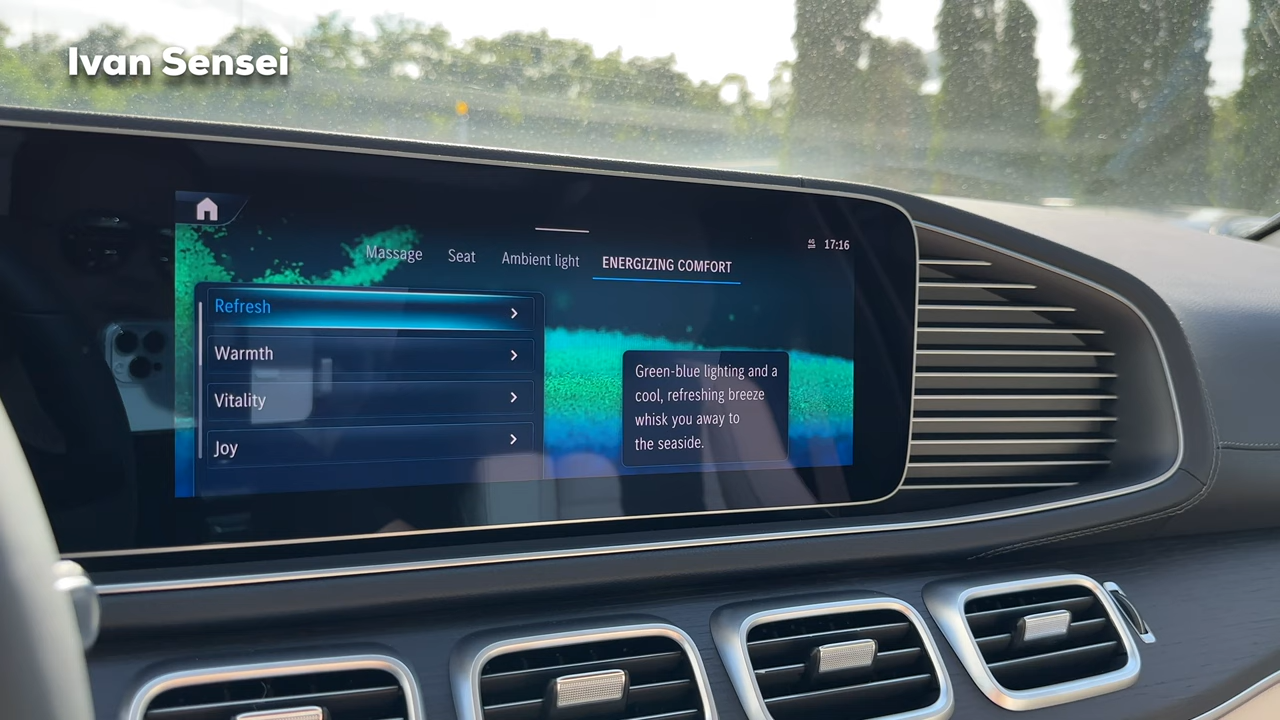 Ivan Sensei
4G
17:16
Massage
Seat
Ambient light
ENERGIZING COMFORT
Refresh
Warmth
Vitality
Joy
Green-blue lighting and a
cool, refreshing breeze
whisk you away to
the seaside.